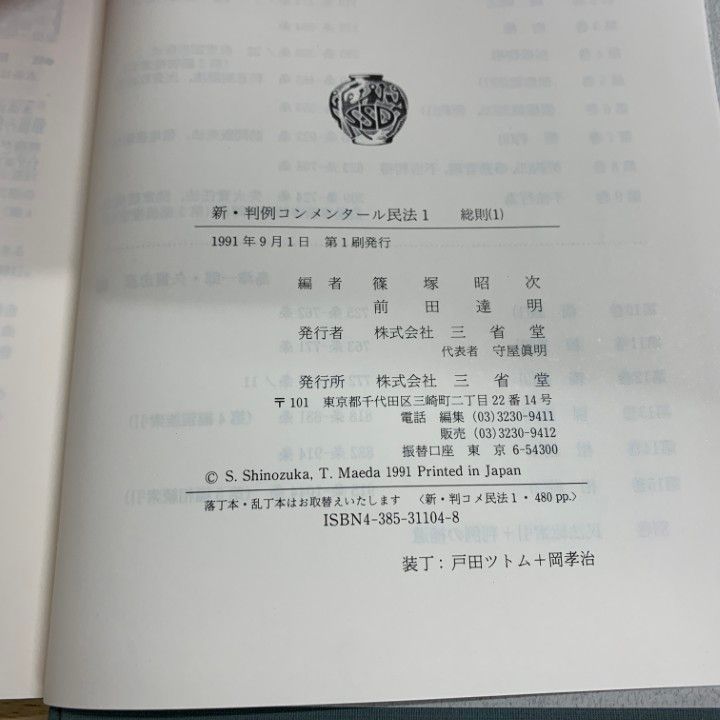 SSD
新・判例コンメンタール民法1　総則(1)
1991年9月1日　第1刷発行
編者　篠塚昭次
前田達明
発行者　株式会社 三省堂
代表者　守屋眞明
発行所　株式会社 三省堂
〒101　東京都千代田区三崎町二丁目22番14号
電話　編集 (03)3230-9411
販売 (03)3230-9412
振替口座　東京 6-54300
© S. Shinozuka, T. Maeda 1991 Printed in Japan
落丁本・乱丁本はお取替えいたします　〈新・判コメ民法1・480 pp.〉
ISBN4-385-31104-8
装丁：戸田ツトム＋岡孝治